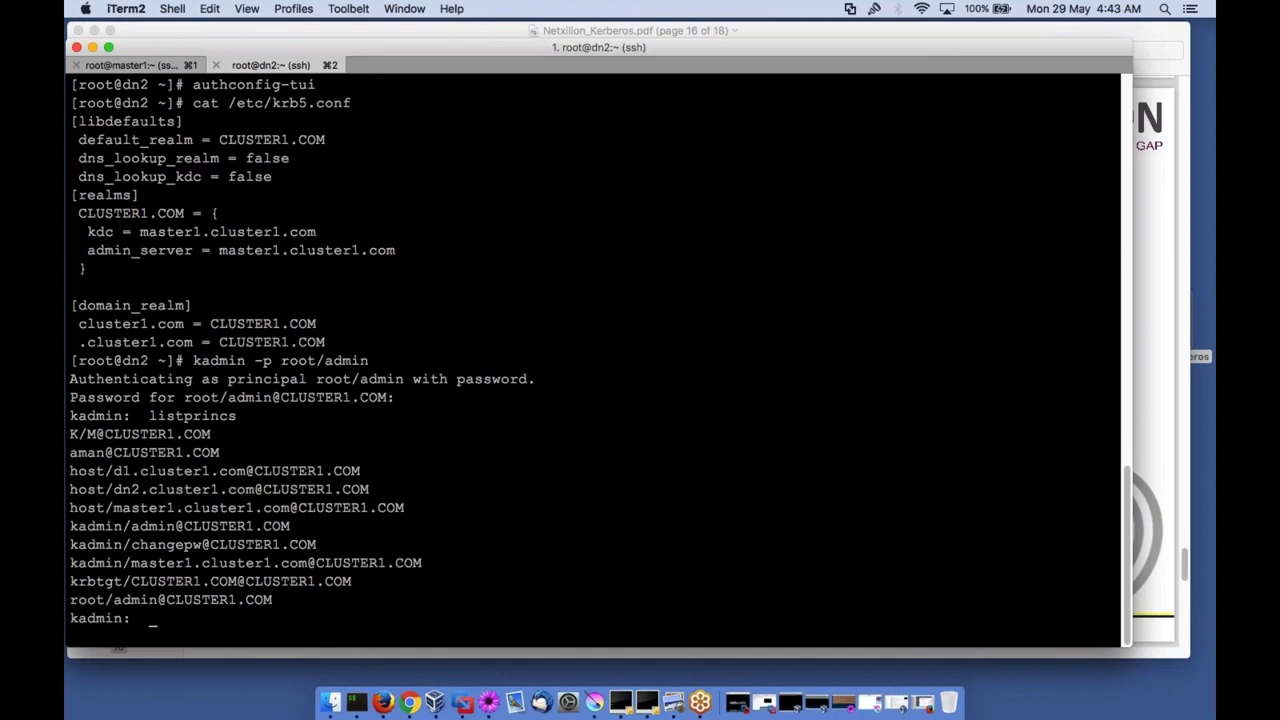 iTerm2 Shell Edit View Profiles Toolbelt Window Help 100% Mon 29 May 4:43 AM
Netxillon_Kerberos.pdf (page 16 of 18)
1. root@dn2:~ (ssh)
root@master1:~ (ss... ⌘1 root@dn2:~ (ssh) ⌘2
[root@dn2 ~]# authconfig-tui
[root@dn2 ~]# cat /etc/krb5.conf
[libdefaults]
default_realm = CLUSTER1.COM
dns_lookup_realm = false
dns_lookup_kdc = false
[realms]
CLUSTER1.COM = {
kdc = master1.cluster1.com
admin_server = master1.cluster1.com
}
[domain_realm]
cluster1.com = CLUSTER1.COM
.cluster1.com = CLUSTER1.COM
[root@dn2 ~]# kadmin -p root/admin
Authenticating as principal root/admin with password.
Password for root/admin@CLUSTER1.COM:
kadmin:  listprincs
K/M@CLUSTER1.COM
aman@CLUSTER1.COM
host/d1.cluster1.com@CLUSTER1.COM
host/dn2.cluster1.com@CLUSTER1.COM
host/master1.cluster1.com@CLUSTER1.COM
kadmin/admin@CLUSTER1.COM
kadmin/changepw@CLUSTER1.COM
kadmin/master1.cluster1.com@CLUSTER1.COM
krbtgt/CLUSTER1.COM@CLUSTER1.COM
root/admin@CLUSTER1.COM
kadmin:  _
ON
GAP
eros